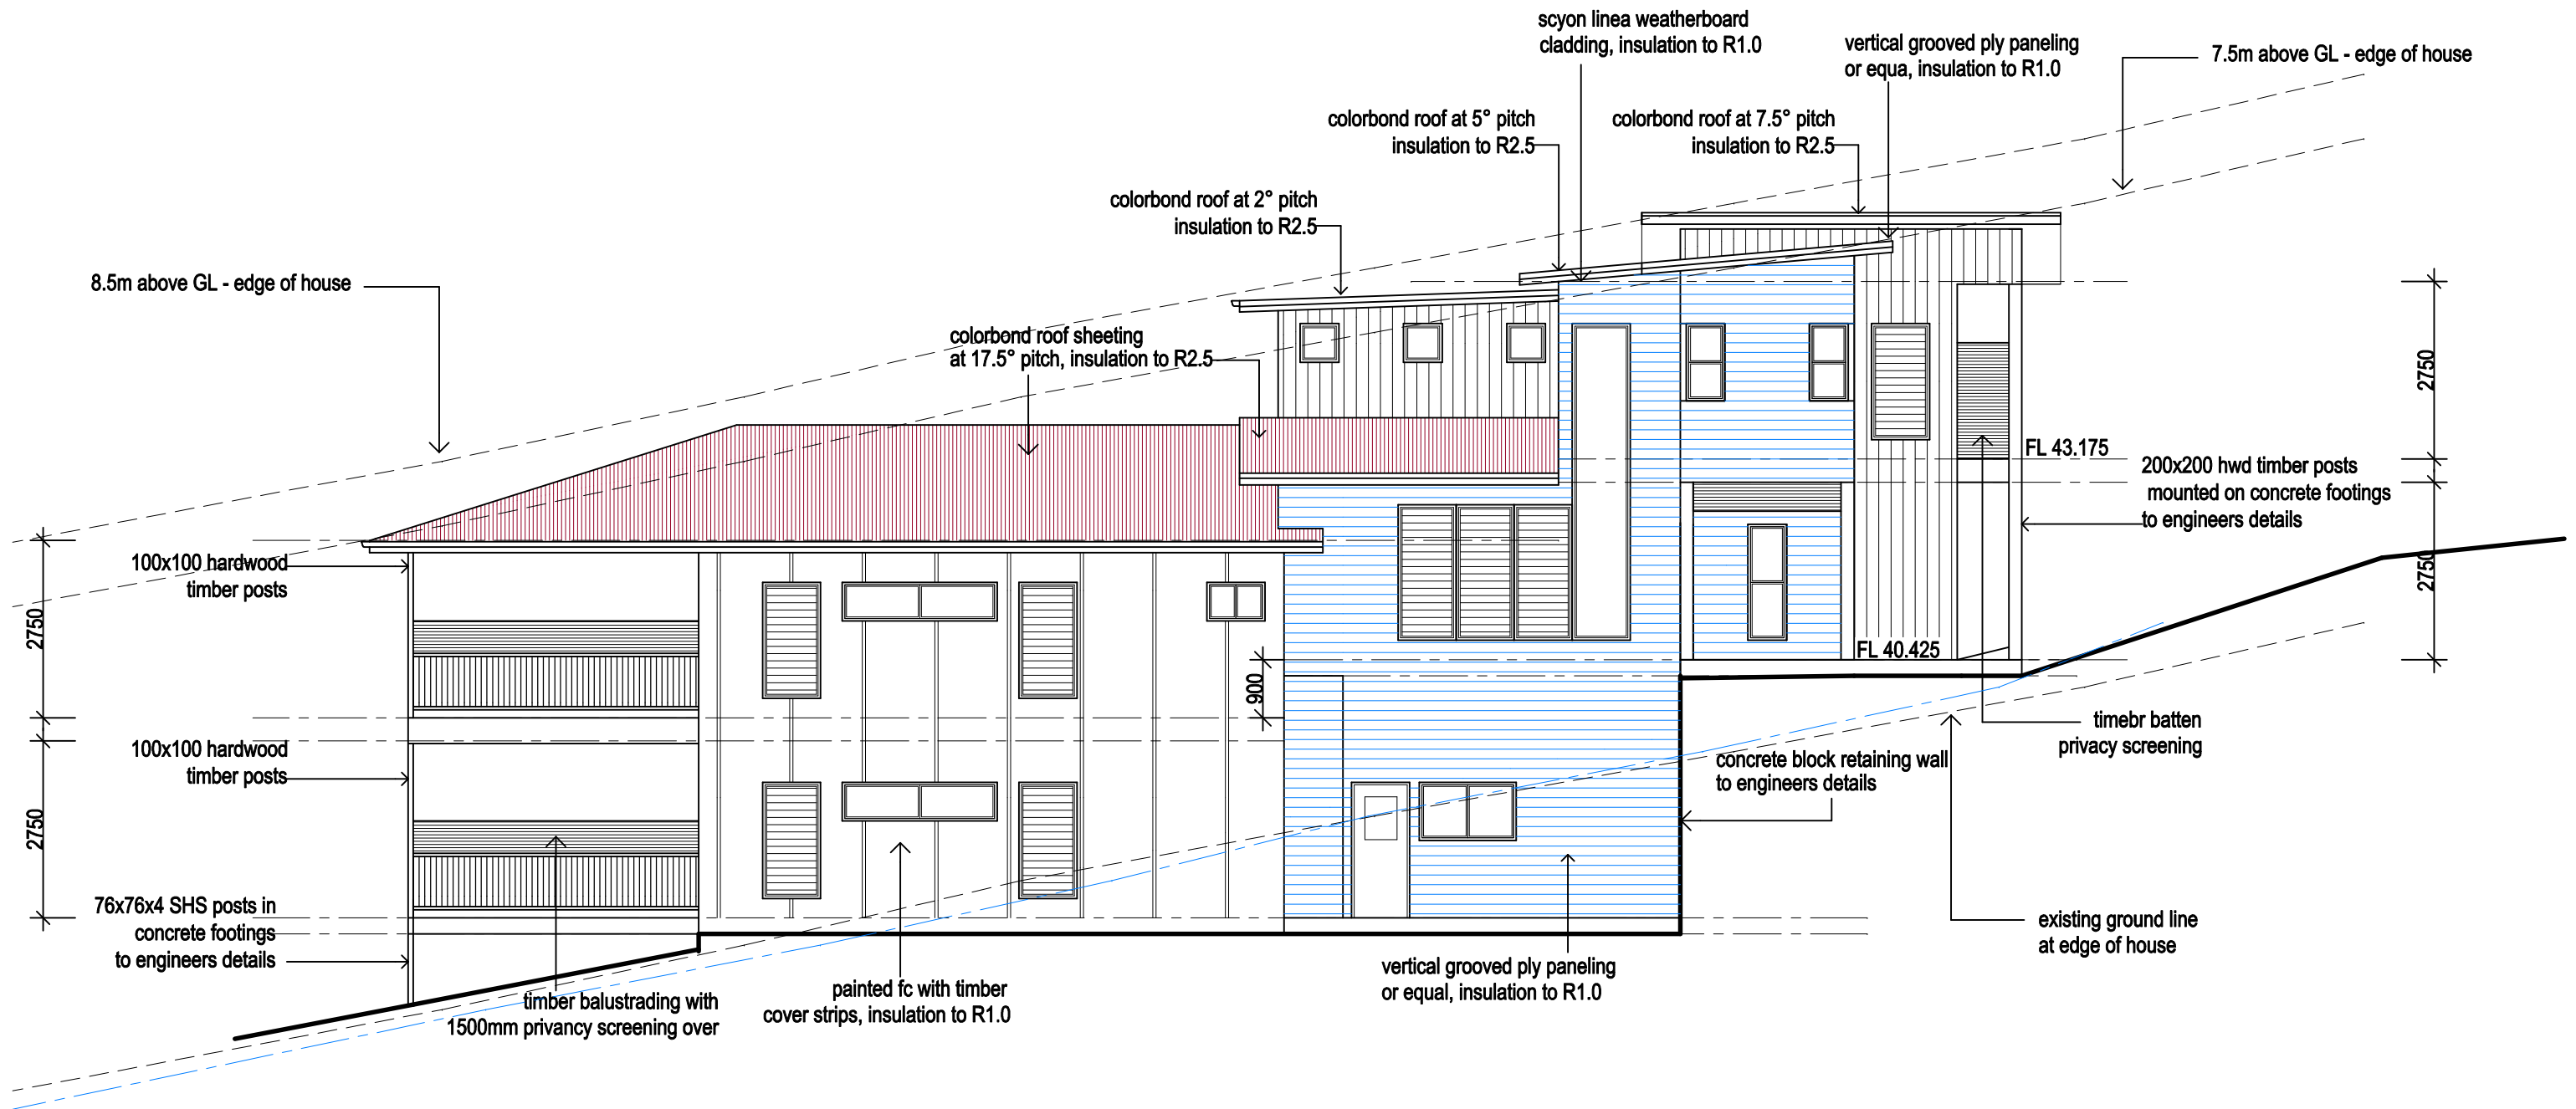 scyon linea weatherboard
cladding, insulation to R1.0
vertical grooved ply paneling
or equa, insulation to R1.0
7.5m above GL - edge of house
colorbond roof at 5° pitch
insulation to R2.5
colorbond roof at 7.5° pitch
insulation to R2.5
colorbond roof at 2° pitch
insulation to R2.5
8.5m above GL - edge of house
colorbond roof sheeting
at 17.5° pitch, insulation to R2.5
2750
FL 43.175
200x200 hwd timber posts
mounted on concrete footings
to engineers details
100x100 hardwood
timber posts
2750
2750
FL 40.425
900
timebr batten
privacy screening
100x100 hardwood
timber posts
concrete block retaining wall
to engineers details
2750
76x76x4 SHS posts in
concrete footings
to engineers details
existing ground line
at edge of house
timber balustrading with
1500mm privancy screening over
painted fc with timber
cover strips, insulation to R1.0
vertical grooved ply paneling
or equal, insulation to R1.0